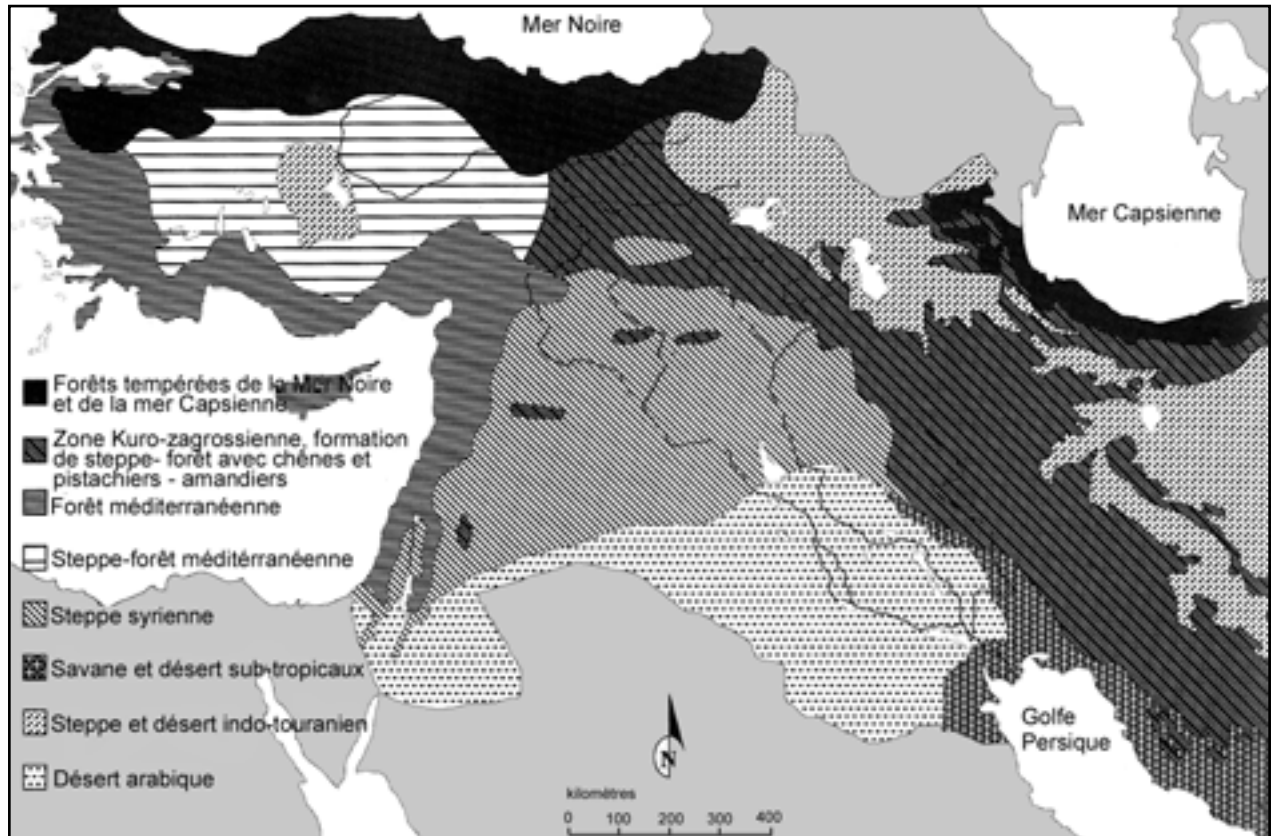 Mer Noire
Mer Capsienne
Forêts tempérées de la Mer Noire
et de la mer Capsienne
Zone Kuro-zagrossienne, formation
de steppe- forêt avec chênes et
pistachiers - amandiers
Forêt méditerranéenne
Steppe-forêt méditérranéenne
Steppe syrienne
Savane et désert sub-tropicaux
Steppe et désert indo-touranien
Désert arabique
Golfe
Persique
N
kilomètres
0 100 200 300 400